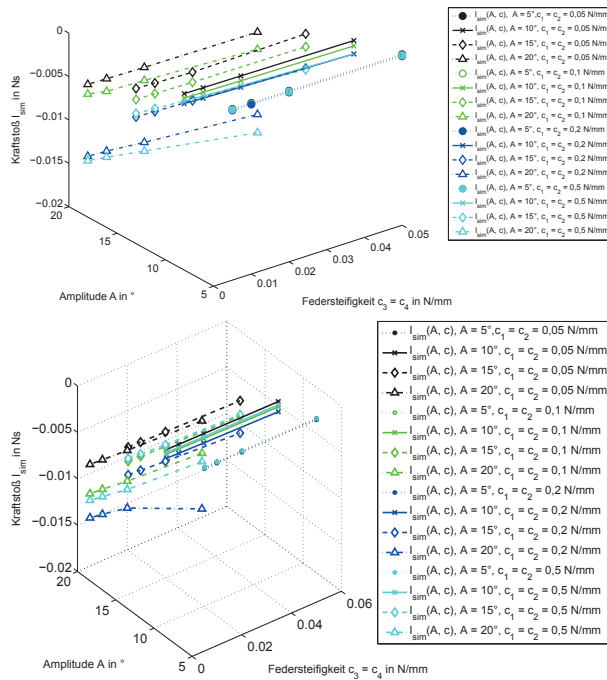 0
−0.005
−0.01
−0.015
−0.02
Kraftstoß I_sim in Ns
20
15
10
5
Amplitude A in °
0
0.01
0.02
0.03
0.04
0.05
Federsteifigkeit c_3 = c_4 in N/mm
I_sim(A, c), A = 5°,c_1 = c_2 = 0,05 N/mm
I_sim(A, c), A = 10°, c_1 = c_2 = 0,05 N/mm
I_sim(A, c), A = 15°, c_1 = c_2 = 0,05 N/mm
I_sim(A, c), A = 20°, c_1 = c_2 = 0,05 N/mm
I_sim(A, c), A = 5°, c_1 = c_2 = 0,1 N/mm
I_sim(A, c), A = 10°, c_1 = c_2 = 0,1 N/mm
I_sim(A, c), A = 15°, c_1 = c_2 = 0,1 N/mm
I_sim(A, c), A = 20°, c_1 = c_2 = 0,1 N/mm
I_sim(A, c), A = 5°, c_1 = c_2 = 0,2 N/mm
I_sim(A, c), A = 10°, c_1 = c_2 = 0,2 N/mm
I_sim(A, c), A = 15°, c_1 = c_2 = 0,2 N/mm
I_sim(A, c), A = 20°, c_1 = c_2 = 0,2 N/mm
I_sim(A, c), A = 5°, c_1 = c_2 = 0,5 N/mm
I_sim(A, c), A = 10°, c_1 = c_2 = 0,5 N/mm
I_sim(A, c), A = 15°, c_1 = c_2 = 0,5 N/mm
I_sim(A, c), A = 20°, c_1 = c_2 = 0,5 N/mm
0
−0.005
−0.01
−0.015
−0.02
Kraftstoß I_sim in Ns
20
15
10
5
Amplitude A in °
0
0.02
0.04
0.06
Federsteifigkeit c_3 = c_4 in N/mm
I_sim(A, c), A = 5°,c_1 = c_2 = 0,05 N/mm
I_sim(A, c), A = 10°, c_1 = c_2 = 0,05 N/mm
I_sim(A, c), A = 15°, c_1 = c_2 = 0,05 N/mm
I_sim(A, c), A = 20°, c_1 = c_2 = 0,05 N/mm
I_sim(A, c), A = 5°, c_1 = c_2 = 0,1 N/mm
I_sim(A, c), A = 10°, c_1 = c_2 = 0,1 N/mm
I_sim(A, c), A = 15°, c_1 = c_2 = 0,1 N/mm
I_sim(A, c), A = 20°, c_1 = c_2 = 0,1 N/mm
I_sim(A, c), A = 5°, c_1 = c_2 = 0,2 N/mm
I_sim(A, c), A = 10°, c_1 = c_2 = 0,2 N/mm
I_sim(A, c), A = 15°, c_1 = c_2 = 0,2 N/mm
I_sim(A, c), A = 20°, c_1 = c_2 = 0,2 N/mm
I_sim(A, c), A = 5°, c_1 = c_2 = 0,5 N/mm
I_sim(A, c), A = 10°, c_1 = c_2 = 0,5 N/mm
I_sim(A, c), A = 15°, c_1 = c_2 = 0,5 N/mm
I_sim(A, c), A = 20°, c_1 = c_2 = 0,5 N/mm